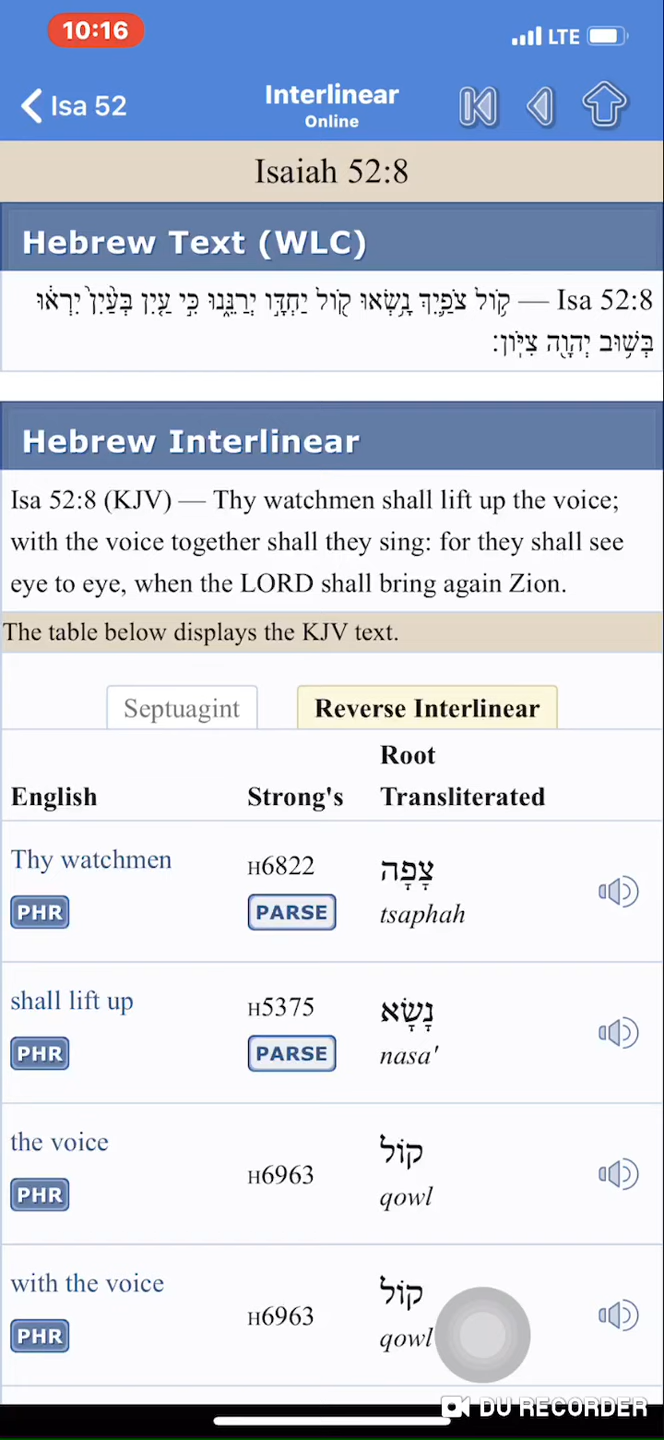 10:16
LTE
Isa 52
Interlinear
Online
Isaiah 52:8
Hebrew Text (WLC)
Isa 52:8 — ק֥וֹל צֹפַ֛יִךְ נָ֥שְׂאוּ ק֖וֹל יַחְדָּ֣ו יְרַנֵּ֑נוּ כִּ֣י עַ֤יִן בְּעַ֙יִן֙ יִרְא֔וּ
בְּשׁ֥וּב יְהוָ֖ה צִיּֽוֹן׃
Hebrew Interlinear
Isa 52:8 (KJV) — Thy watchmen shall lift up the voice;
with the voice together shall they sing: for they shall see
eye to eye, when the LORD shall bring again Zion.
The table below displays the KJV text.
Septuagint
Reverse Interlinear
English
Strong's
Root
Transliterated
Thy watchmen
PHR
H6822
PARSE
צָפָה
tsaphah
shall lift up
PHR
H5375
PARSE
נָשָׂא
nasa'
the voice
PHR
H6963
קוֹל
qowl
with the voice
PHR
H6963
קוֹל
qowl
DU RECORDER